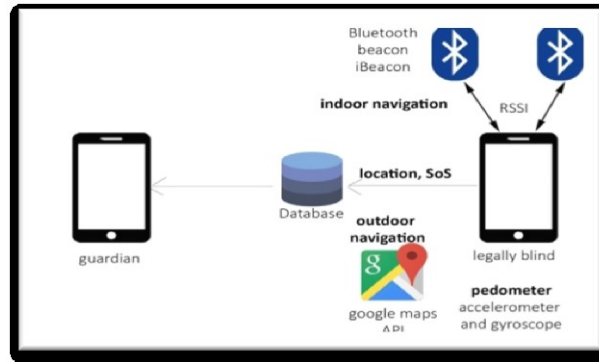 Bluetooth
beacon
iBeacon
indoor navigation
RSSI
location, SoS
Database
guardian
outdoor
navigation
legally blind
g
google maps
API
pedometer
accelerometer
and gyroscope